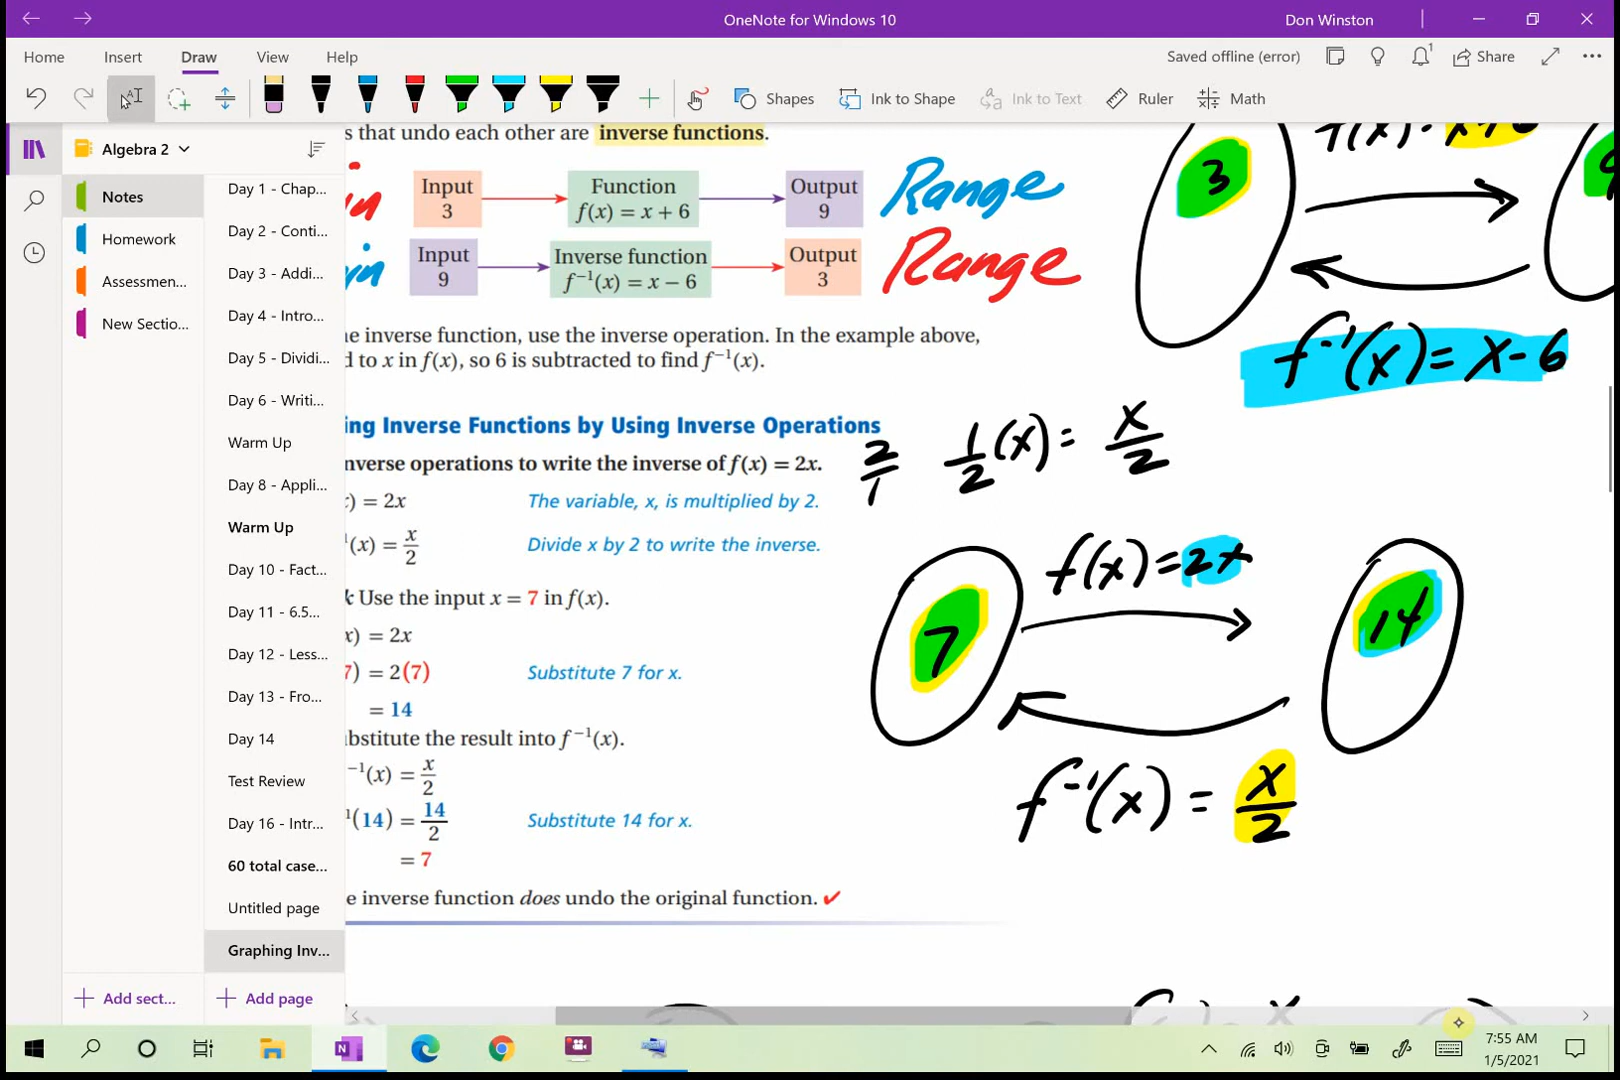 OneNote for Windows 10
Don Winston
Home Insert Draw View Help
Saved offline (error) Share
Shapes Ink to Shape Ink to Text Ruler Math
Algebra 2
Notes
Homework
Assessmen...
New Sectio...
Day 1 - Chap...
Day 2 - Conti...
Day 3 - Addi...
Day 4 - Intro...
Day 5 - Dividi...
Day 6 - Writi...
Warm Up
Day 8 - Appli...
Warm Up
Day 10 - Fact...
Day 11 - 6.5...
Day 12 - Less...
Day 13 - Fro...
Day 14
Test Review
Day 16 - Intr...
60 total case...
Untitled page
Graphing Inv...
Add sect... Add page
s that undo each other are inverse functions.
Input Function Output
3 f(x) = x + 6 9
Range
Input Inverse function Output
9 f⁻¹(x) = x − 6 3
Range
e inverse function, use the inverse operation. In the example above,
d to x in f(x), so 6 is subtracted to find f⁻¹(x).
ing Inverse Functions by Using Inverse Operations
nverse operations to write the inverse of f(x) = 2x.
) = 2x The variable, x, is multiplied by 2.
(x) = x/2 Divide x by 2 to write the inverse.
k Use the input x = 7 in f(x).
x) = 2x
7) = 2(7) Substitute 7 for x.
= 14
bstitute the result into f⁻¹(x).
⁻¹(x) = x/2
¹(14) = 14/2 Substitute 14 for x.
= 7
e inverse function does undo the original function. ✓
3
f⁻¹(x) = x-6
2/1 1/2(x) = x/2
f(x) = 2x
7 14
f⁻¹(x) = x/2
7:55 AM
1/5/2021